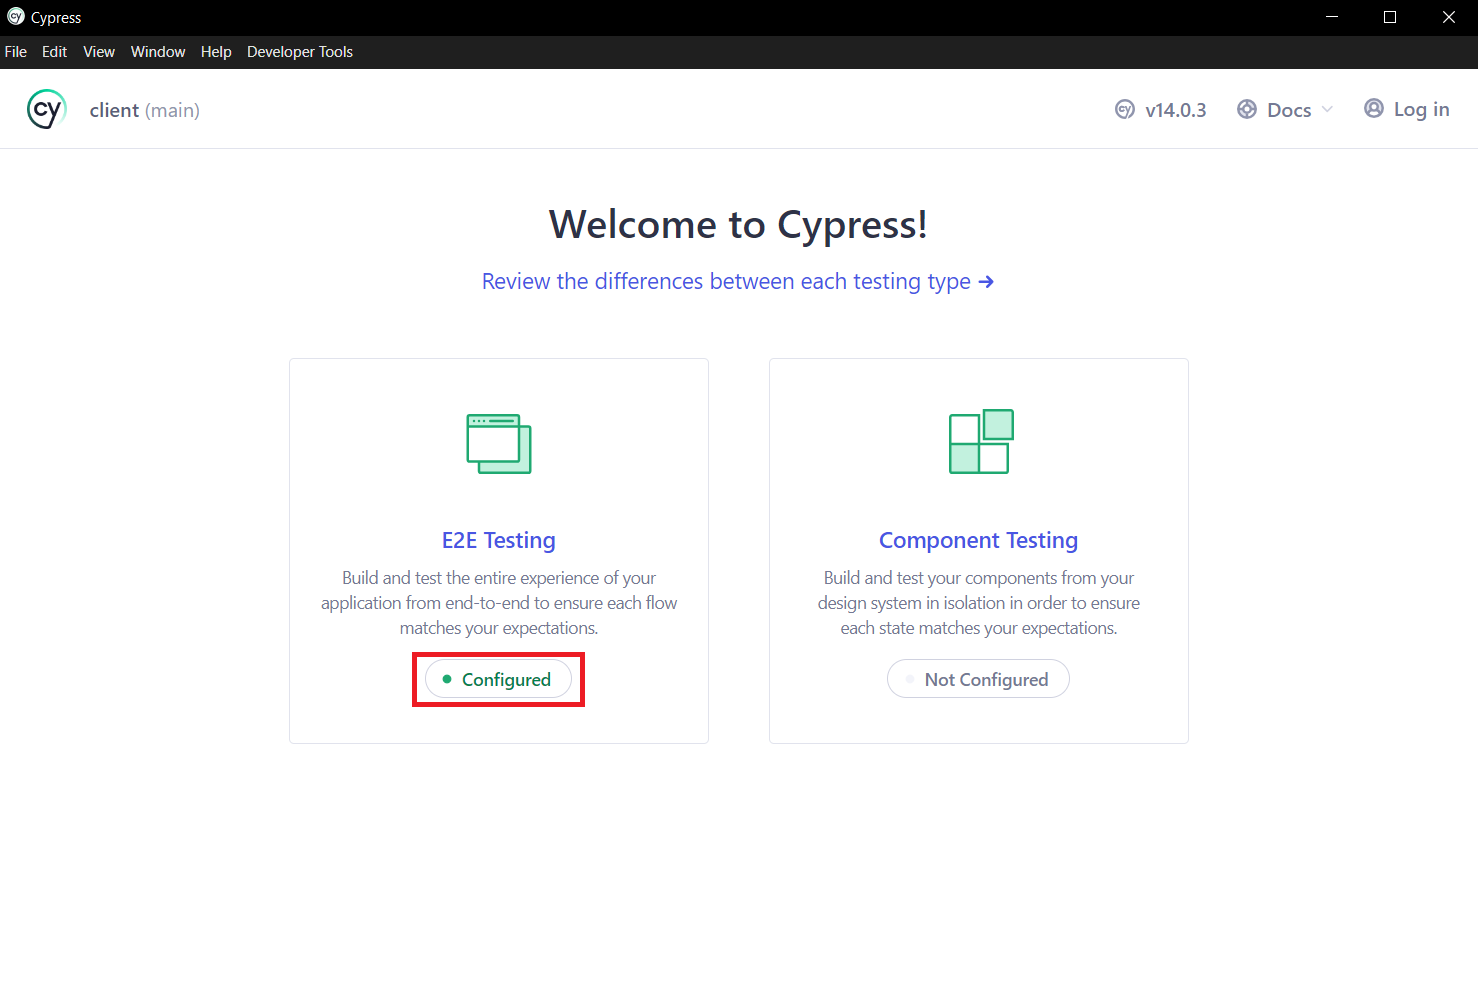 cy Cypress
File Edit View Window Help Developer Tools
cy client (main) cy v14.0.3 Docs Log in
Welcome to Cypress!
Review the differences between each testing type →
E2E Testing
Build and test the entire experience of your
application from end-to-end to ensure each flow
matches your expectations.
Configured
Component Testing
Build and test your components from your
design system in isolation in order to ensure
each state matches your expectations.
Not Configured